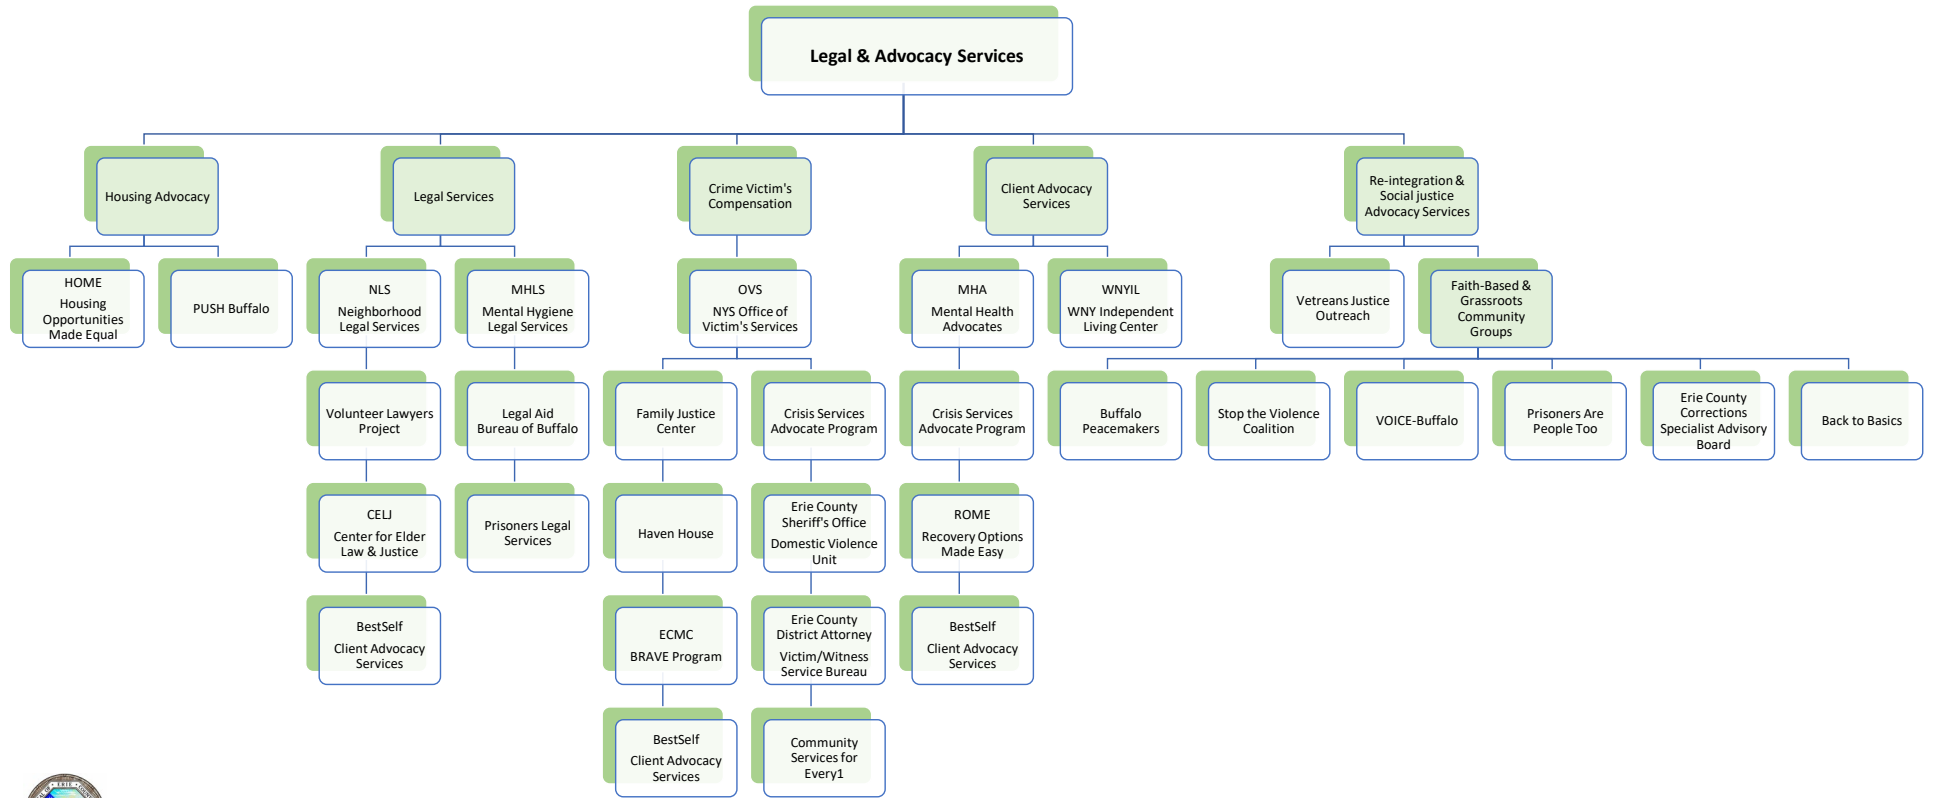 Legal & Advocacy Services
Housing Advocacy
Legal Services
Crime Victim's
Compensation
Client Advocacy
Services
Re-integration &
Social justice
Advocacy Services
HOME
Housing
Opportunities
Made Equal
PUSH Buffalo
NLS
Neighborhood
Legal Services
MHLS
Mental Hygiene
Legal Services
OVS
NYS Office of
Victim's Services
MHA
Mental Health
Advocates
WNYIL
WNY Independent
Living Center
Vetreans Justice
Outreach
Faith-Based &
Grassroots
Community
Groups
Volunteer Lawyers
Project
Legal Aid
Bureau of Buffalo
Family Justice
Center
Crisis Services
Advocate Program
Crisis Services
Advocate Program
Buffalo
Peacemakers
Stop the Violence
Coalition
VOICE-Buffalo
Prisoners Are
People Too
Erie County
Corrections
Specialist Advisory
Board
Back to Basics
CELJ
Center for Elder
Law & Justice
Prisoners Legal
Services
Haven House
Erie County
Sheriff's Office
Domestic Violence
Unit
ROME
Recovery Options
Made Easy
BestSelf
Client Advocacy
Services
ECMC
BRAVE Program
Erie County
District Attorney
Victim/Witness
Service Bureau
BestSelf
Client Advocacy
Services
BestSelf
Client Advocacy
Services
Community
Services for
Every1